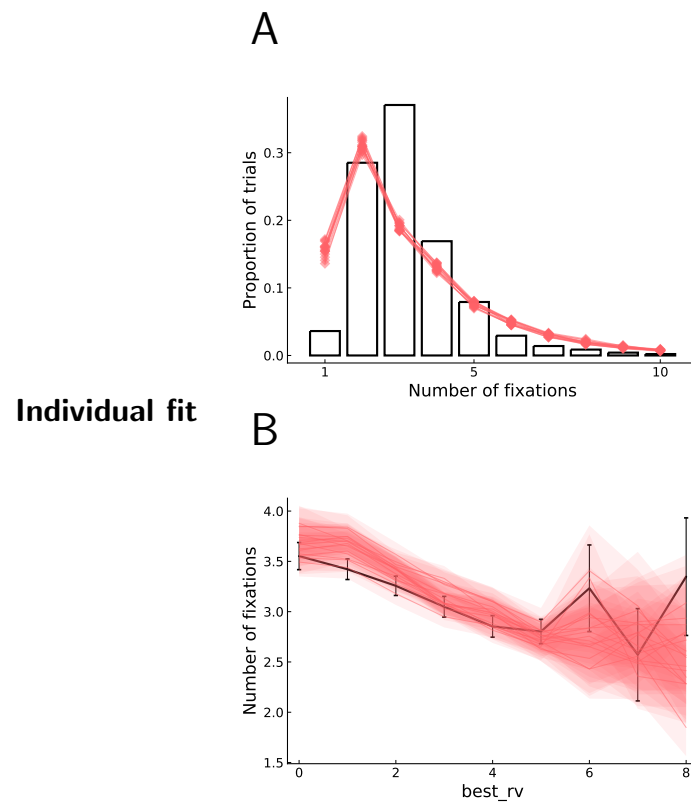 A
Proportion of trials
0.3
0.2
0.1
0.0
1
5
10
Number of fixations
Individual fit
B
Number of fixations
4.0
3.5
3.0
2.5
2.0
1.5
0
2
4
6
8
best_rv